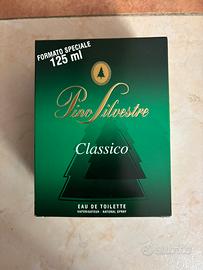 FORMATO SPECIALE
125 ml
Pino Silvestre
Classico
EAU DE TOILETTE
VAPORISATEUR - NATURAL SPRAY